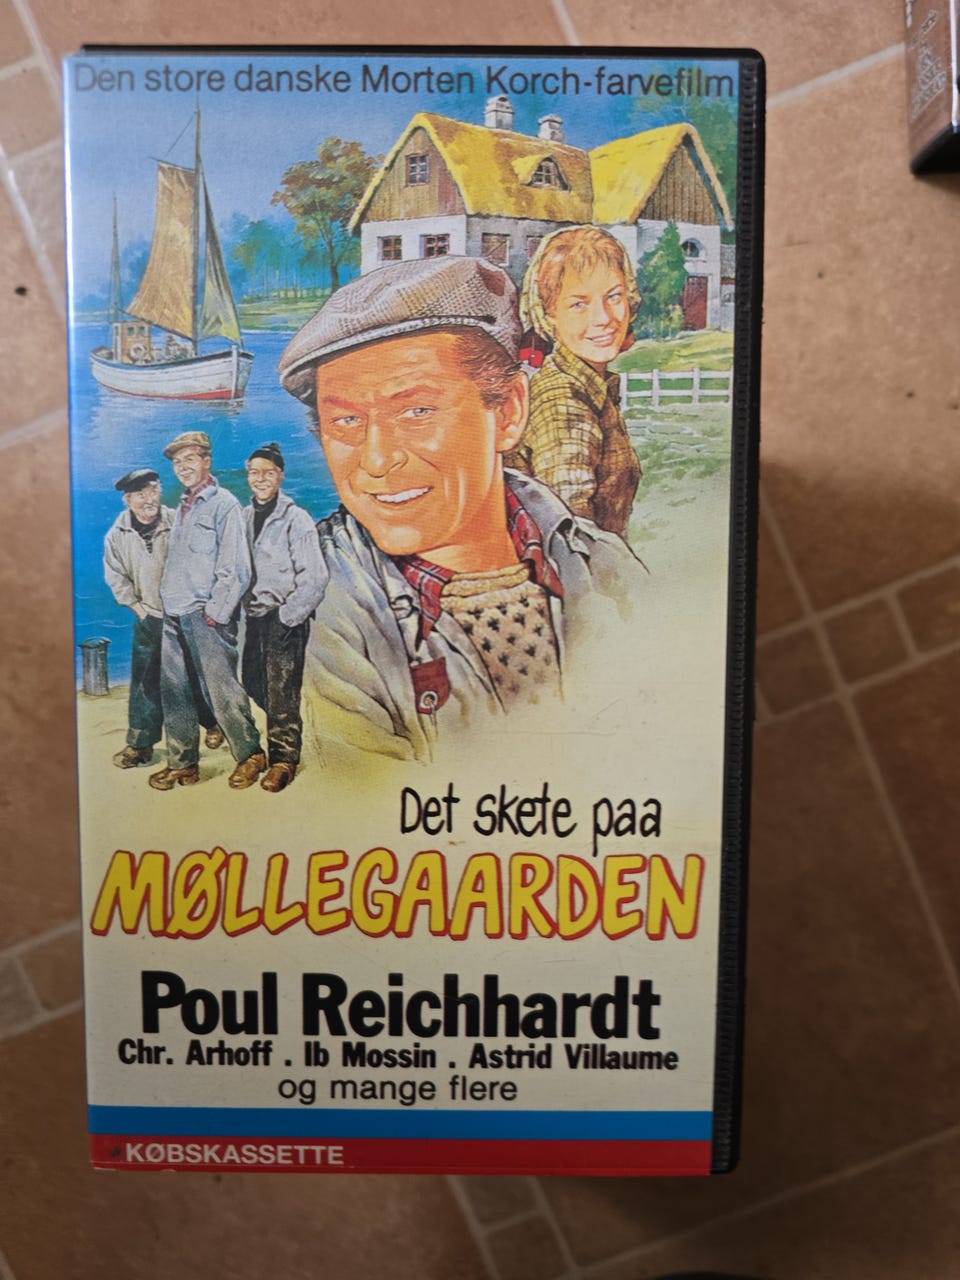 Den store danske Morten Korch-farvefilm
Det skete paa
MØLLEGAARDEN
Poul Reichhardt
Chr. Arhoff . Ib Mossin . Astrid Villaume
og mange flere
KØBSKASSETTE